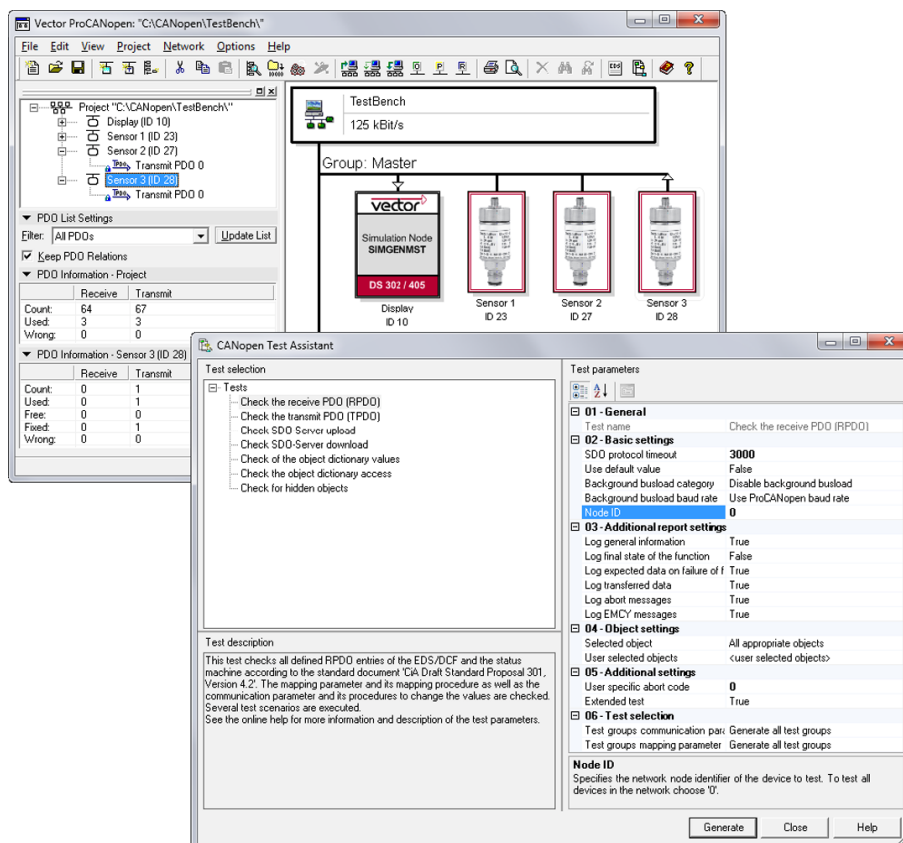 Vector ProCANopen: "C:\CANopen\TestBench\"
File Edit View Project Network Options Help
Project "C:\CANopen\TestBench\"
Display (ID 10)
Sensor 1 (ID 23)
Sensor 2 (ID 27)
Transmit PDO 0
Sensor 3 (ID 28)
Transmit PDO 0
PDO List Settings
Filter: All PDOs Update List
Keep PDO Relations
PDO Information - Project
Receive Transmit
Count: 64 67
Used: 3 3
Wrong: 0 0
PDO Information - Sensor 3 (ID 28)
Receive Transmit
Count: 0 1
Used: 0 1
Free: 0 0
Fixed: 0 1
Wrong: 0 0
TestBench
125 kBit/s
Group: Master
vector
Simulation Node
SIMGENMST
DS 302 / 405
Display
ID 10
Sensor 1
ID 23
Sensor 2
ID 27
Sensor 3
ID 28
CANopen Test Assistant
Test selection
Tests
Check the receive PDO (RPDO)
Check the transmit PDO (TPDO)
Check SDO Server upload
Check SDO-Server download
Check of the object dictionary values
Check the object dictionary access
Check for hidden objects
Test description
This test checks all defined RPDO entries of the EDS/DCF and the status
machine according to the standard document 'CiA Draft Standard Proposal 301,
Version 4.2'. The mapping parameter and its mapping procedure as well as the
communication parameter and its procedures to change the values are checked.
Several test scenarios are executed.
See the online help for more information and description of the test parameters.
Test parameters
01 - General
Test name Check the receive PDO (RPDO)
02 - Basic settings
SDO protocol timeout 3000
Use default value False
Background busload category Disable background busload
Background busload baud rate Use ProCANopen baud rate
Node ID 0
03 - Additional report settings
Log general information True
Log final state of the function False
Log expected data on failure of f True
Log transferred data True
Log abort messages True
Log EMCY messages True
04 - Object settings
Selected object All appropriate objects
User selected objects <user selected objects>
05 - Additional settings
User specific abort code 0
Extended test True
06 - Test selection
Test groups communication para Generate all test groups
Test groups mapping parameter Generate all test groups
Node ID
Specifies the network node identifier of the device to test. To test all
devices in the network choose '0'.
Generate Close Help